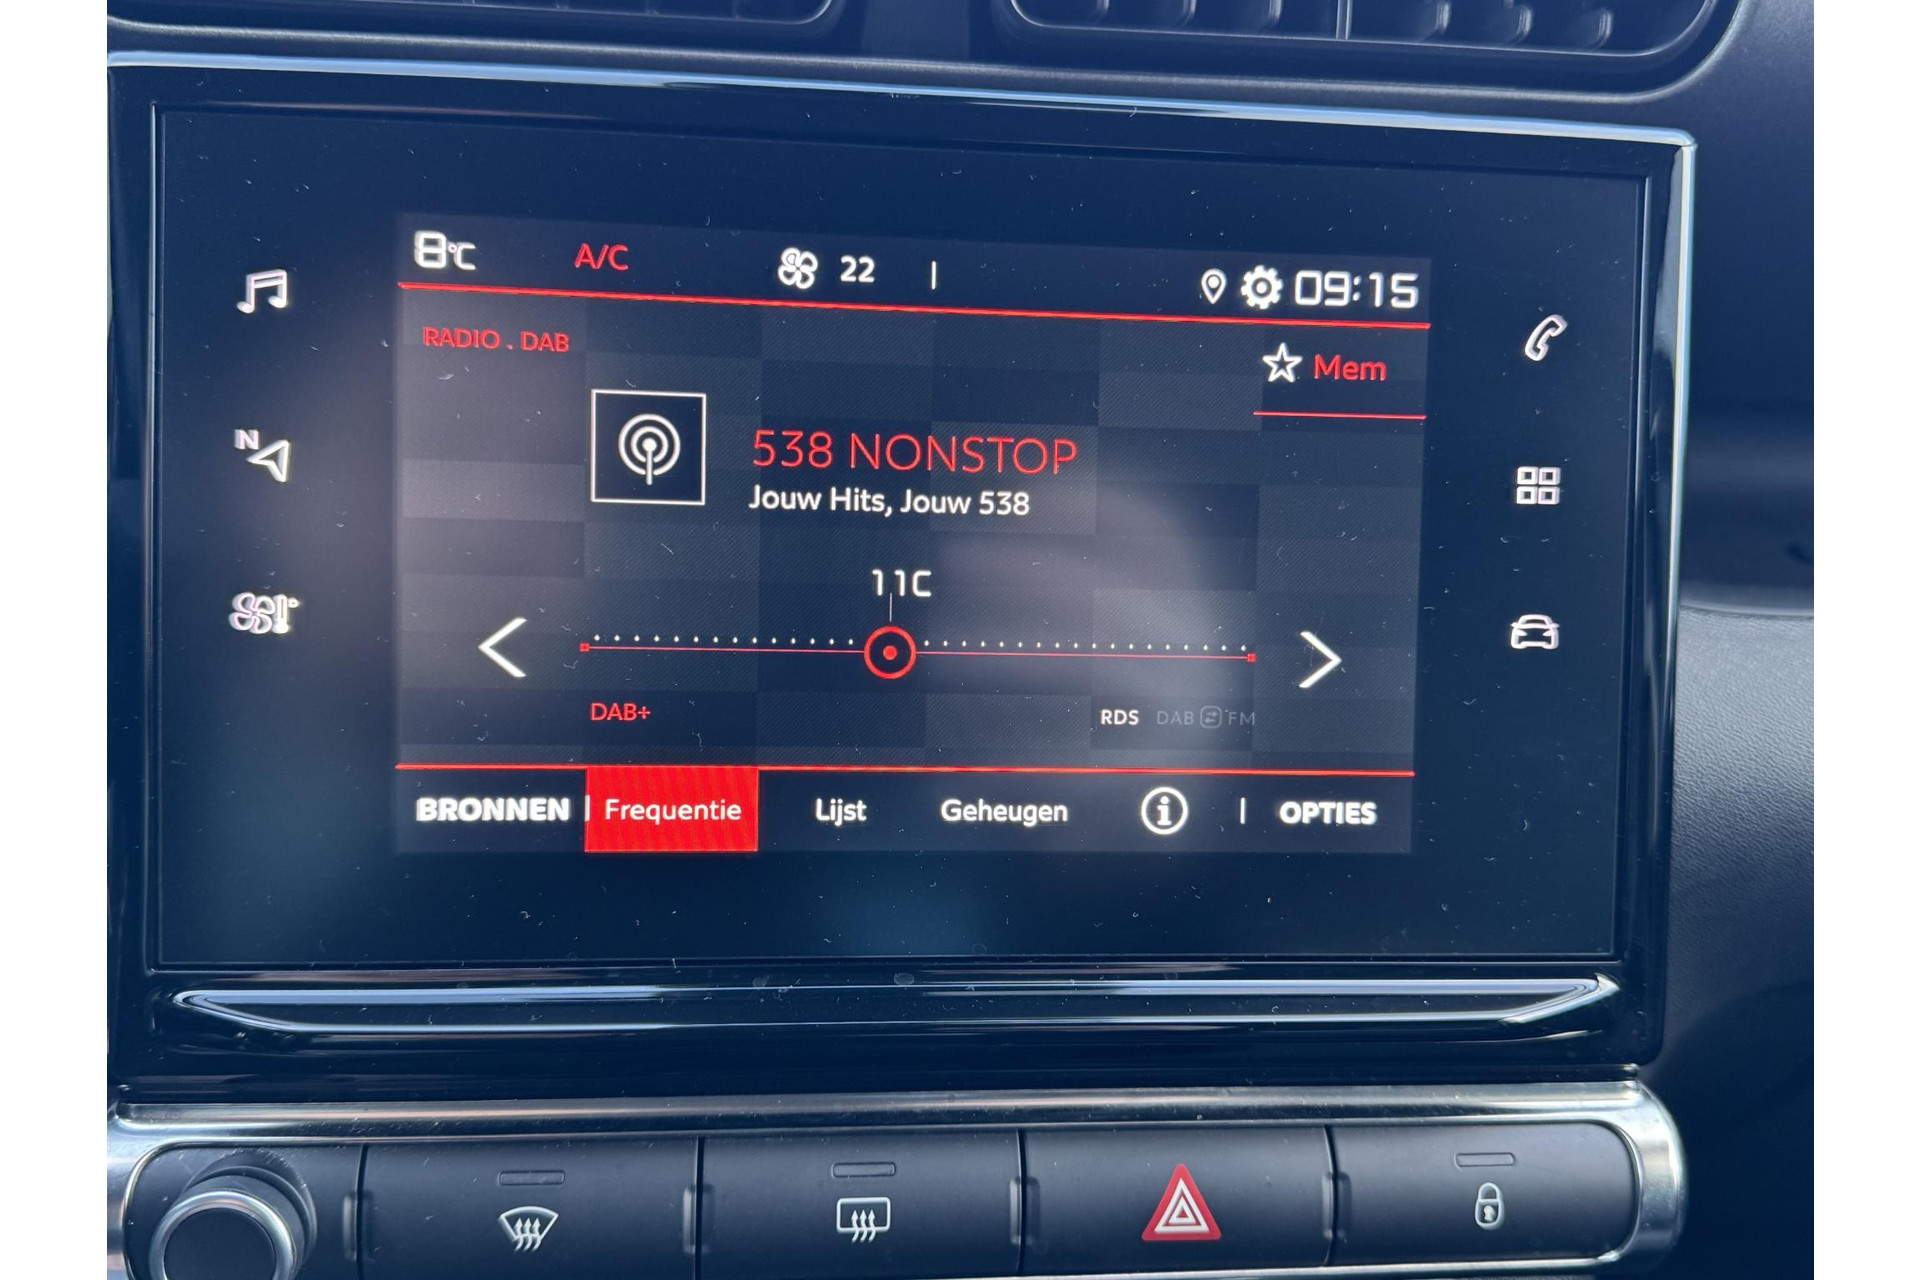 8°C A/C 22 | 09:15
RADIO . DAB
Mem
538 NONSTOP
Jouw Hits, Jouw 538
11C
DAB+
RDS DAB FM
BRONNEN | Frequentie Lijst Geheugen i | OPTIES
N